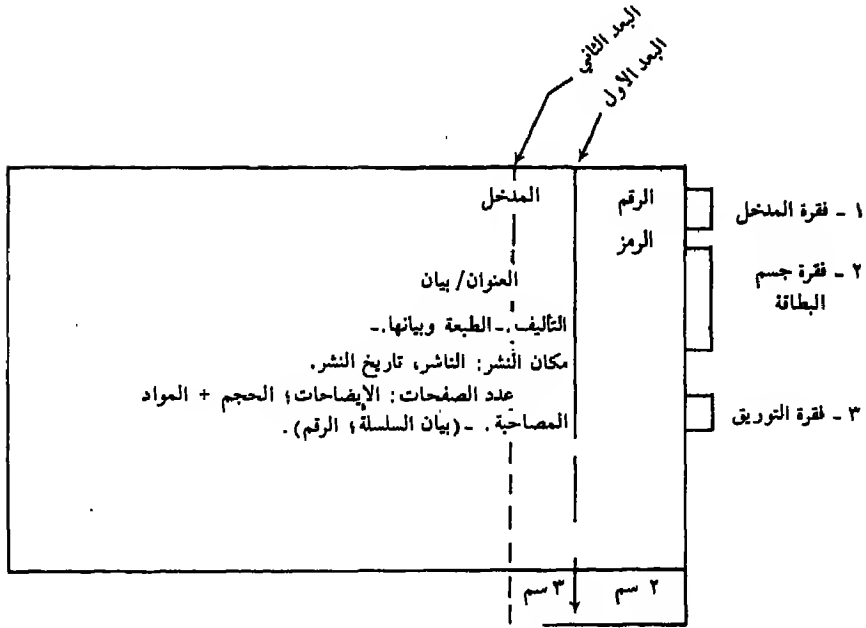 البعد الثاني
البعد الأول
١ - فقرة المدخل
الرقم
المدخل
الرمز
٢ - فقرة جسم
البطاقة
العنوان/ بيان
التأليف. - الطبعة وبيانها. -
مكان النشر: الناشر، تاريخ النشر.
٣ - فقرة التوريق
عدد الصفحات: الإيضاحات؛ الحجم + المواد
المصاحبة. - (بيان السلسلة؛ الرقم).
٢ سم
٣ سم